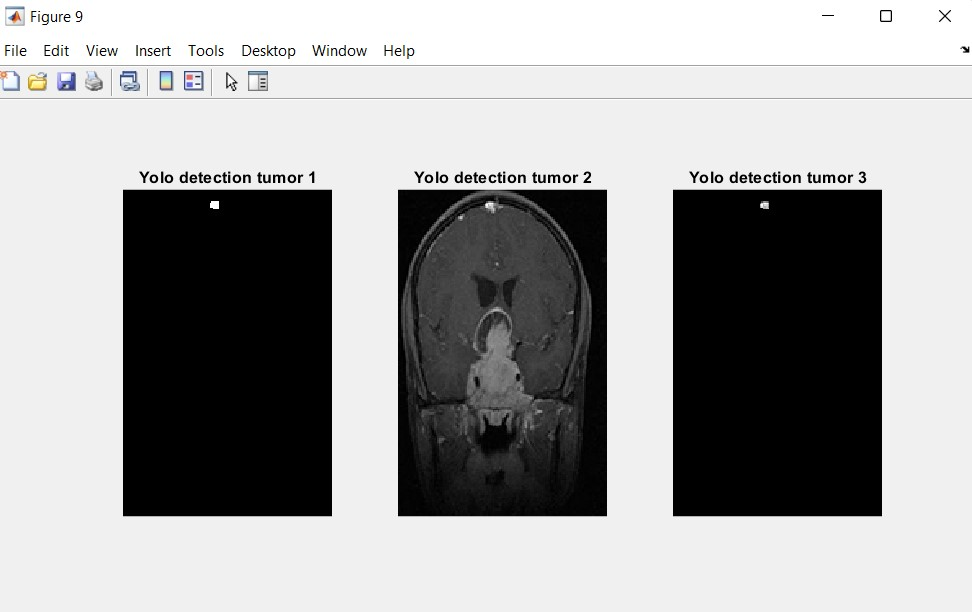 Figure 9
File Edit View Insert Tools Desktop Window Help
Yolo detection tumor 1
Yolo detection tumor 2
Yolo detection tumor 3